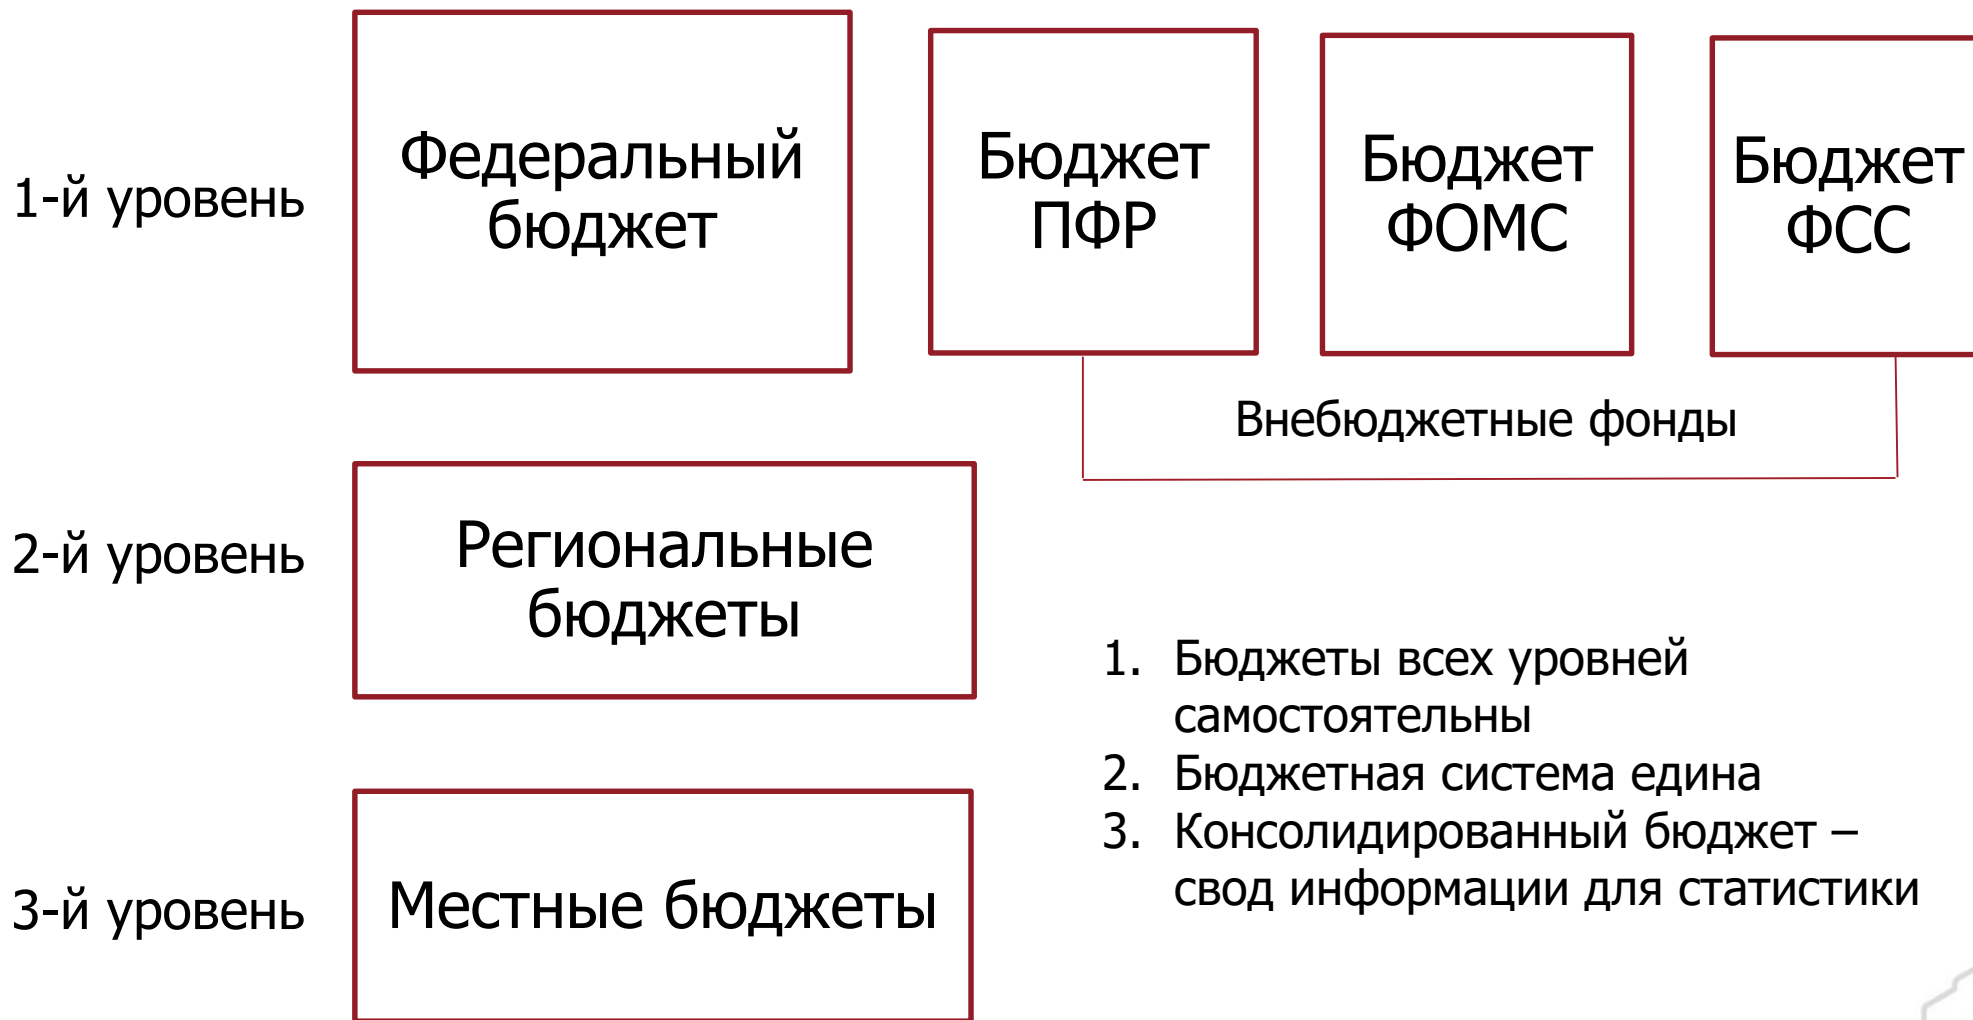 1-й уровень
Федеральный
бюджет
Бюджет
ПФР
Бюджет
ФОМС
Бюджет
ФСС
Внебюджетные фонды
2-й уровень
Региональные
бюджеты
1. Бюджеты всех уровней
самостоятельны
2. Бюджетная система едина
3. Консолидированный бюджет –
свод информации для статистики
3-й уровень
Местные бюджеты